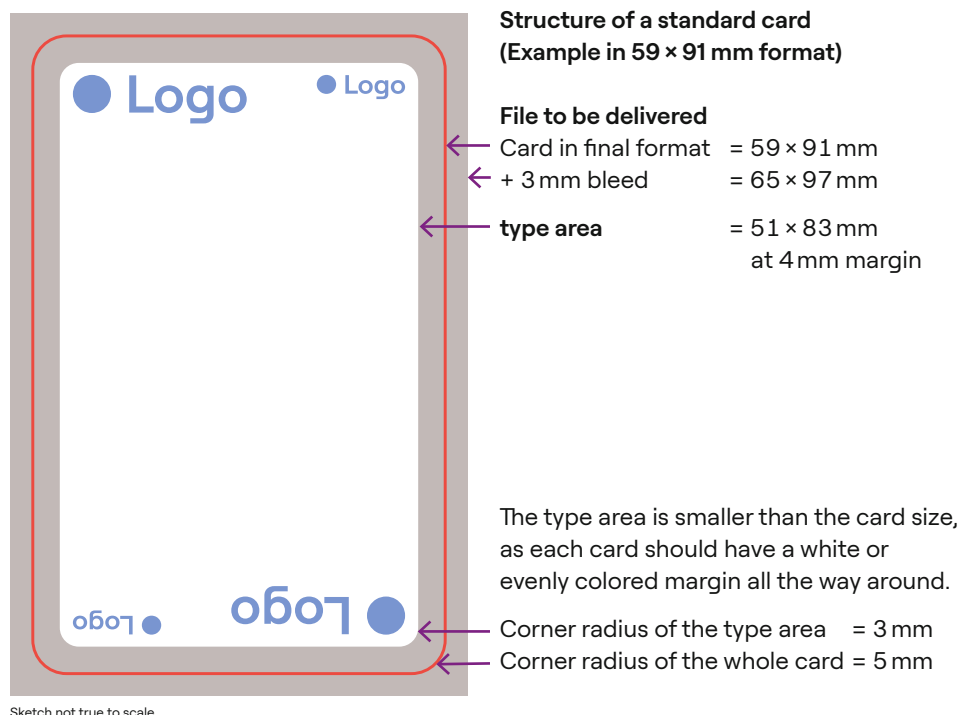 Logo
Logo
Structure of a standard card
(Example in 59 × 91 mm format)
File to be delivered
Card in final format = 59 × 91 mm
+ 3 mm bleed = 65 × 97 mm
type area = 51 × 83 mm
at 4 mm margin
The type area is smaller than the card size,
as each card should have a white or
evenly colored margin all the way around.
Logo
Logo
Corner radius of the type area = 3 mm
Corner radius of the whole card = 5 mm
Sketch not true to scale